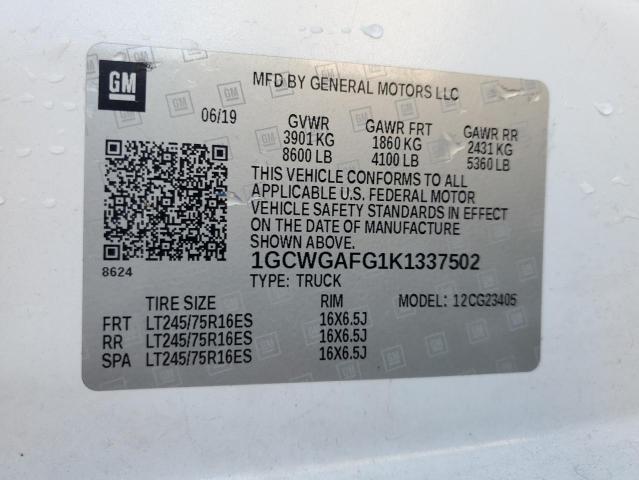 GM
MFD BY GENERAL MOTORS LLC
06/19
GVWR GAWR FRT GAWR RR
3901 KG 1860 KG 2431 KG
8600 LB 4100 LB 5360 LB
THIS VEHICLE CONFORMS TO ALL
APPLICABLE U.S. FEDERAL MOTOR
VEHICLE SAFETY STANDARDS IN EFFECT
ON THE DATE OF MANUFACTURE
SHOWN ABOVE.
1GCWGAFG1K1337502
8624
TYPE: TRUCK
TIRE SIZE RIM MODEL: 12CG23405
FRT LT245/75R16ES 16X6.5J
RR LT245/75R16ES 16X6.5J
SPA LT245/75R16ES 16X6.5J